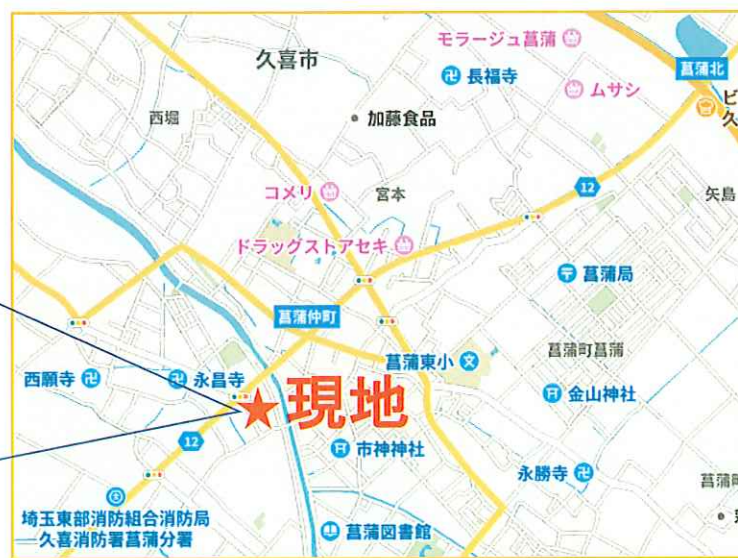 モラージュ菖蒲
久喜市
長福寺
菖蒲北
ムサシ
西堀
加藤食品
コメリ
宮本
12
矢島
ドラッグストアセキ
菖蒲局
菖蒲仲町
菖蒲東小
菖蒲町菖蒲
西願寺
永昌寺
金山神社
★現地
12
市神神社
永勝寺
埼玉東部消防組合消防局
久喜消防署菖蒲分署
菖蒲図書館